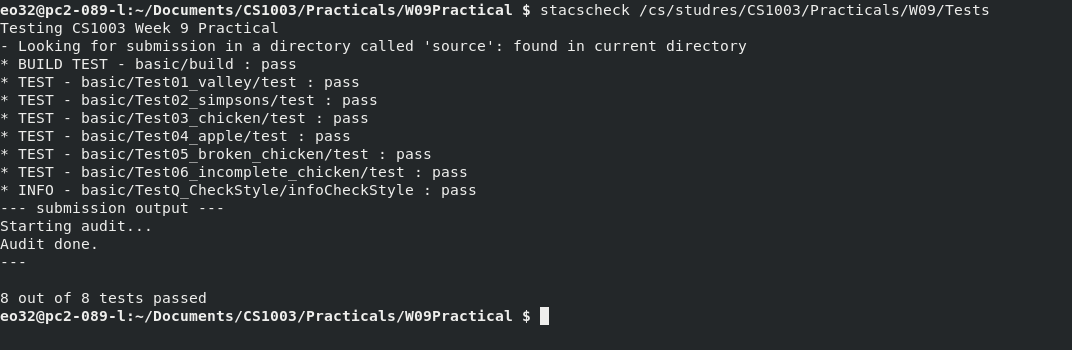 eo32@pc2-089-l:~/Documents/CS1003/Practicals/W09Practical $ stacscheck /cs/studres/CS1003/Practicals/W09/Tests
Testing CS1003 Week 9 Practical
- Looking for submission in a directory called 'source': found in current directory
* BUILD TEST - basic/build : pass
* TEST - basic/Test01_valley/test : pass
* TEST - basic/Test02_simpsons/test : pass
* TEST - basic/Test03_chicken/test : pass
* TEST - basic/Test04_apple/test : pass
* TEST - basic/Test05_broken_chicken/test : pass
* TEST - basic/Test06_incomplete_chicken/test : pass
* INFO - basic/TestQ_CheckStyle/infoCheckStyle : pass
--- submission output ---
Starting audit...
Audit done.
---
8 out of 8 tests passed
eo32@pc2-089-l:~/Documents/CS1003/Practicals/W09Practical $